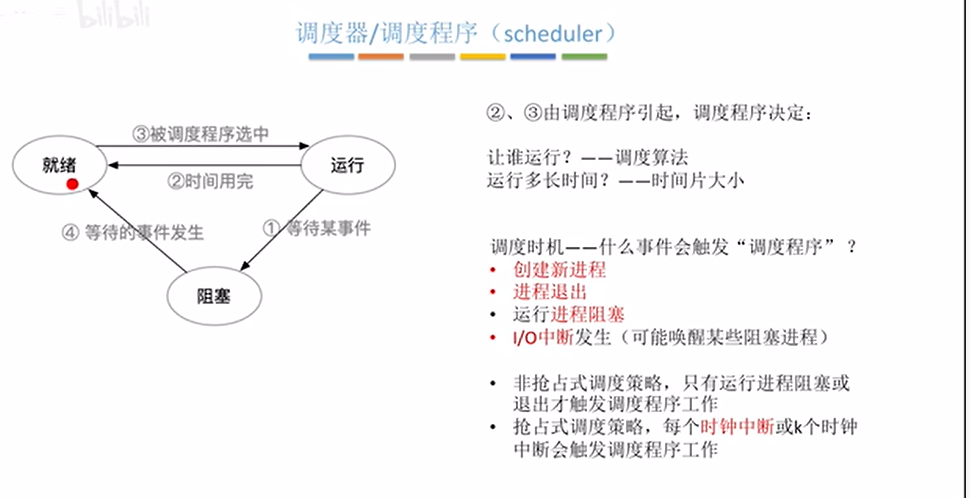 bilibili
调度器/调度程序（scheduler）
③被调度程序选中
就绪
运行
②时间用完
④ 等待的事件发生
① 等待某事件
阻塞
②、③由调度程序引起，调度程序决定：
让谁运行？——调度算法
运行多长时间？——时间片大小
调度时机——什么事件会触发“调度程序”？
• 创建新进程
• 进程退出
• 运行进程阻塞
• I/O中断发生（可能唤醒某些阻塞进程）
• 非抢占式调度策略，只有运行进程阻塞或
退出才触发调度程序工作
• 抢占式调度策略，每个时钟中断或k个时钟
中断会触发调度程序工作